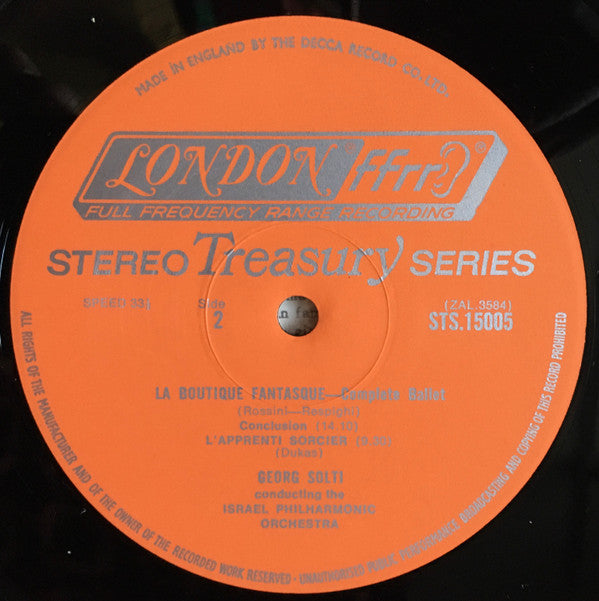 MADE IN ENGLAND BY THE DECCA RECORD CO., LTD.
LONDON ffrr ®
FULL FREQUENCY RANGE RECORDING
STEREO Treasury SERIES
SPEED 33⅓ Side 2 (ZAL.3584)
STS.15005
LA BOUTIQUE FANTASQUE—Complete Ballet
(Rossini—Respighi)
Conclusion (14.10)
L'APPRENTI SORCIER
(Dukas)
GEORG SOLTI
conducting the
ISRAEL PHILHARMONIC
ORCHESTRA
ALL RIGHTS OF THE MANUFACTURER AND OF THE OWNER OF THE RECORDED WORK RESERVED · UNAUTHORISED PUBLIC PERFORMANCE BROADCASTING AND COPYING OF THIS RECORD PROHIBITED